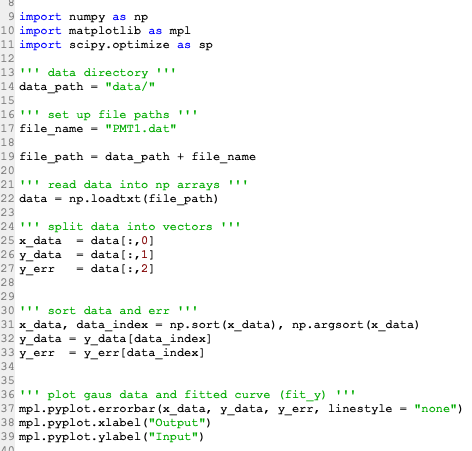 8
9 import numpy as np
10 import matplotlib as mpl
11 import scipy.optimize as sp
12
13 ''' data directory '''
14 data_path = "data/"
15
16 ''' set up file paths '''
17 file_name = "PMT1.dat"
18
19 file_path = data_path + file_name
20
21 ''' read data into np arrays '''
22 data = np.loadtxt(file_path)
23
24 ''' split data into vectors '''
25 x_data  = data[:,0]
26 y_data  = data[:,1]
27 y_err   = data[:,2]
28
29
30 ''' sort data and err '''
31 x_data, data_index = np.sort(x_data), np.argsort(x_data)
32 y_data = y_data[data_index]
33 y_err  = y_err[data_index]
34
35
36 ''' plot gaus data and fitted curve (fit_y) '''
37 mpl.pyplot.errorbar(x_data, y_data, y_err, linestyle = "none")
38 mpl.pyplot.xlabel("Output")
39 mpl.pyplot.ylabel("Input")
40